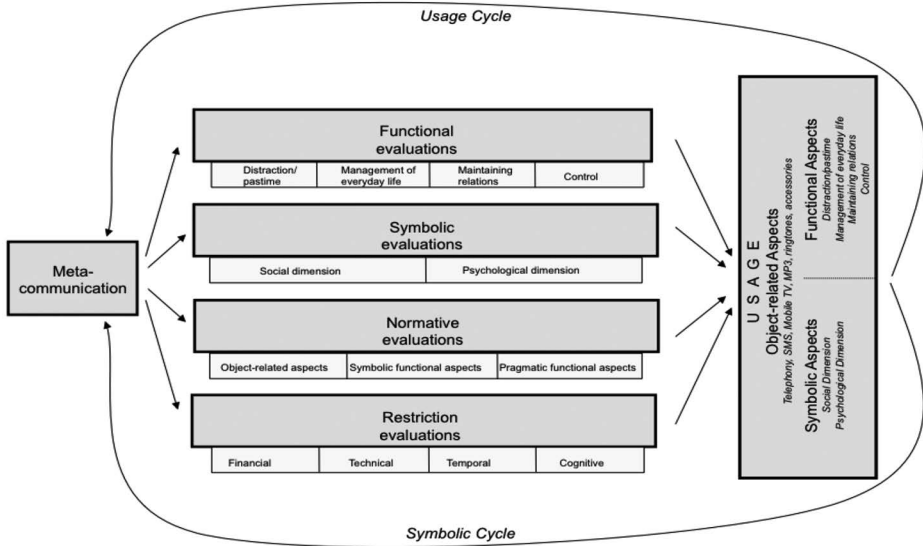 Usage Cycle
Meta-
communication
Functional
evaluations
Distraction/
pastime
Management of
everyday life
Maintaining
relations
Control
Symbolic
evaluations
Social dimension
Psychological dimension
Normative
evaluations
Object-related aspects
Symbolic functional aspects
Pragmatic functional aspects
Restriction
evaluations
Financial
Technical
Temporal
Cognitive
USAGE
Object-related Aspects
Telephony, SMS, Mobile TV, MP3, ringtones, accessories
Functional Aspects
Distraction/pastime
Management of everyday life
Maintaining relations
Control
Symbolic Aspects
Social Dimension
Psychological Dimension
Symbolic Cycle